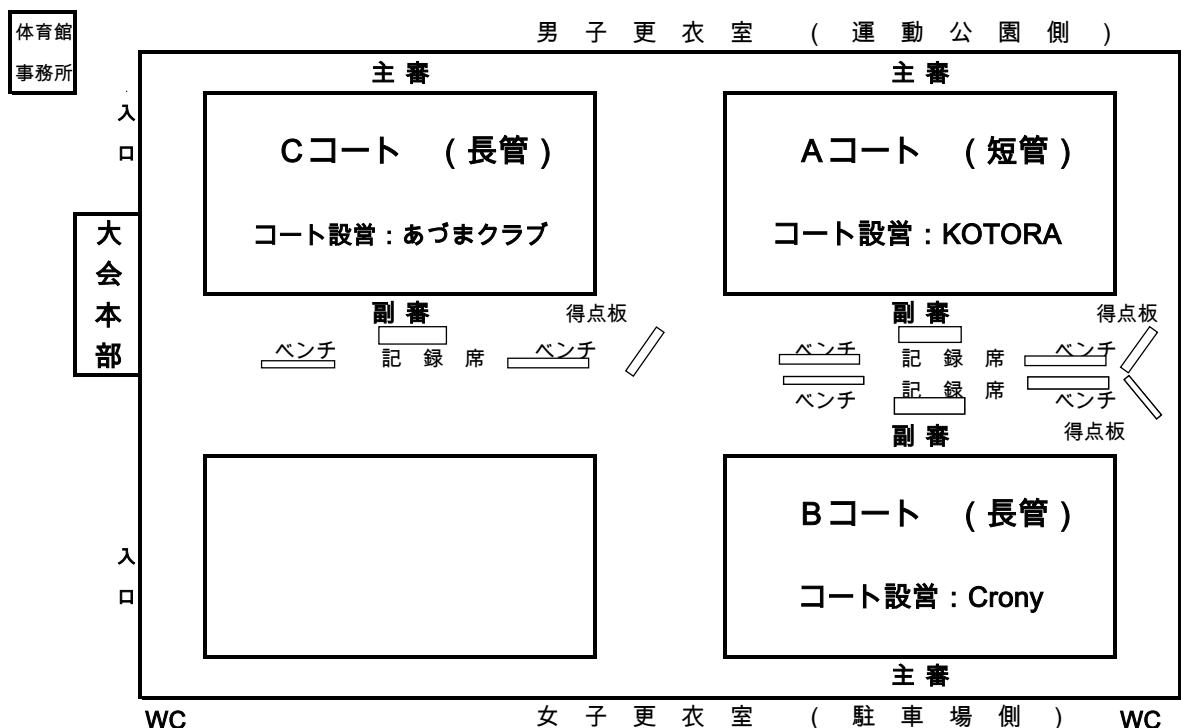 体育館
事務所
男子更衣室（運動公園側）
主審
主審
入口
Cコート　（長管）
Aコート　（短管）
コート設営：あづまクラブ
コート設営：KOTORA
大会本部
副審
得点板
副審
得点板
ベンチ
記録席
ベンチ
ベンチ
記録席
ベンチ
ベンチ
記録席
ベンチ
副審
得点板
Bコート　（長管）
入口
コート設営：Crony
主審
WC
女子更衣室（駐車場側）
WC